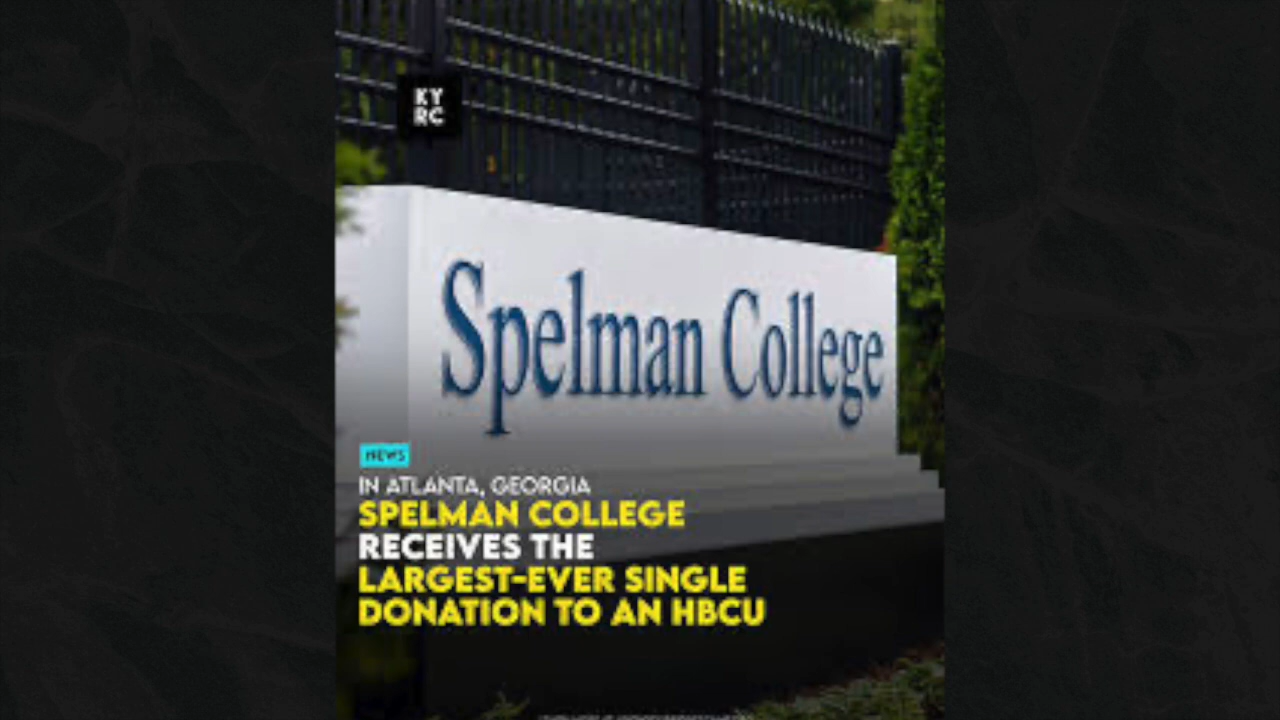 KY
RC
Spelman College
NEWS
IN ATLANTA, GEORGIA
SPELMAN COLLEGE
RECEIVES THE
LARGEST-EVER SINGLE
DONATION TO AN HBCU